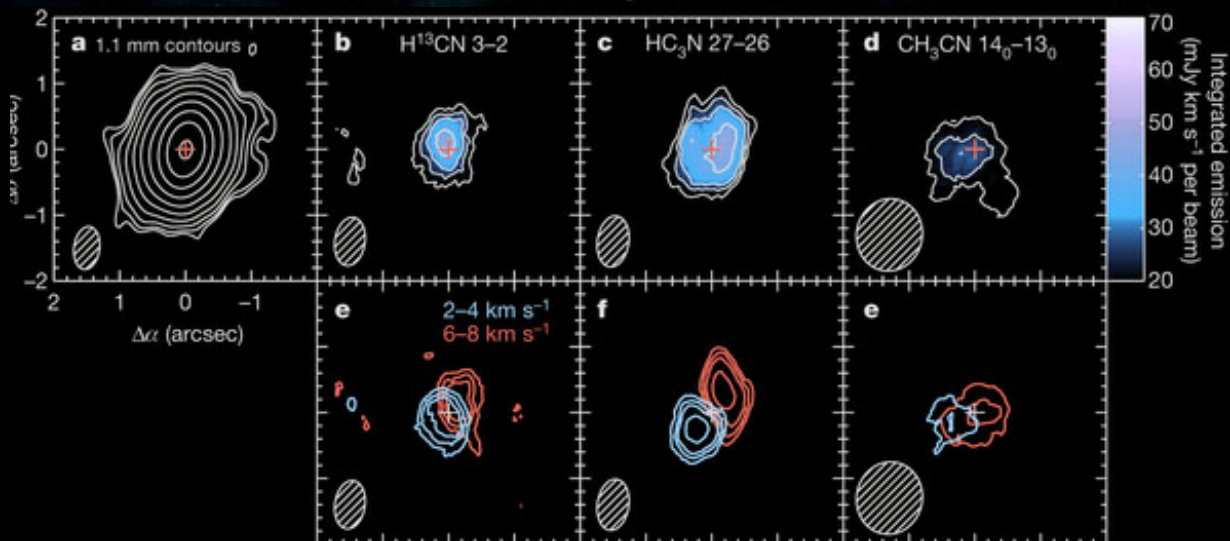 a 1.1 mm contours
b H¹³CN 3–2
c HC₃N 27–26
d CH₃CN 14₀–13₀
2
1
0
−1
−2
(arcsec)
2 1 0 −1
Δα (arcsec)
70
60
50
40
30
20
Integrated emission
(mJy km s⁻¹ per beam)
e 2–4 km s⁻¹
6–8 km s⁻¹
f
e